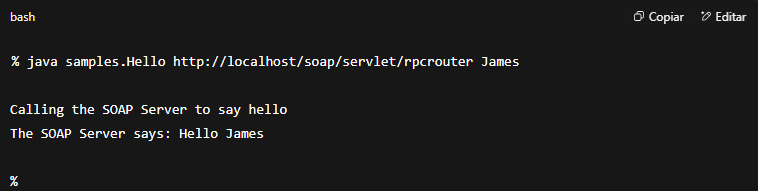 bash
Copiar
Editar
% java samples.Hello http://localhost/soap/servlet/rpcrouter James
Calling the SOAP Server to say hello
The SOAP Server says: Hello James
%